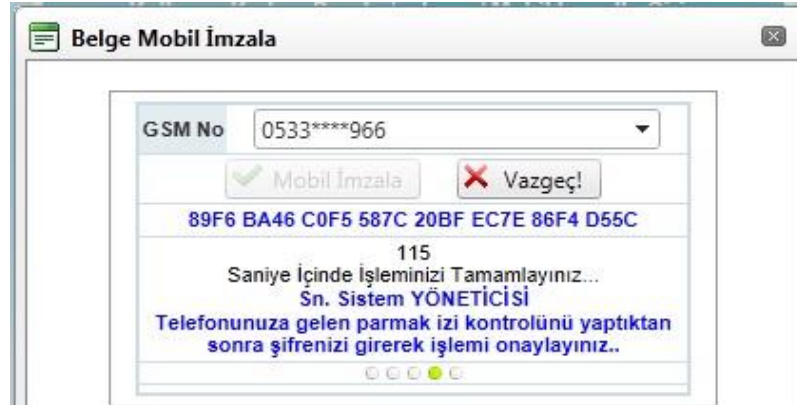 Belge Mobil İmzala
GSM No 0533****966
Mobil İmzala Vazgeç!
89F6 BA46 C0F5 587C 20BF EC7E 86F4 D55C
115
Saniye İçinde İşleminizi Tamamlayınız...
Sn. Sistem YÖNETİCİSİ
Telefonunuza gelen parmak izi kontrolünü yaptıktan
sonra şifrenizi girerek işlemi onaylayınız..